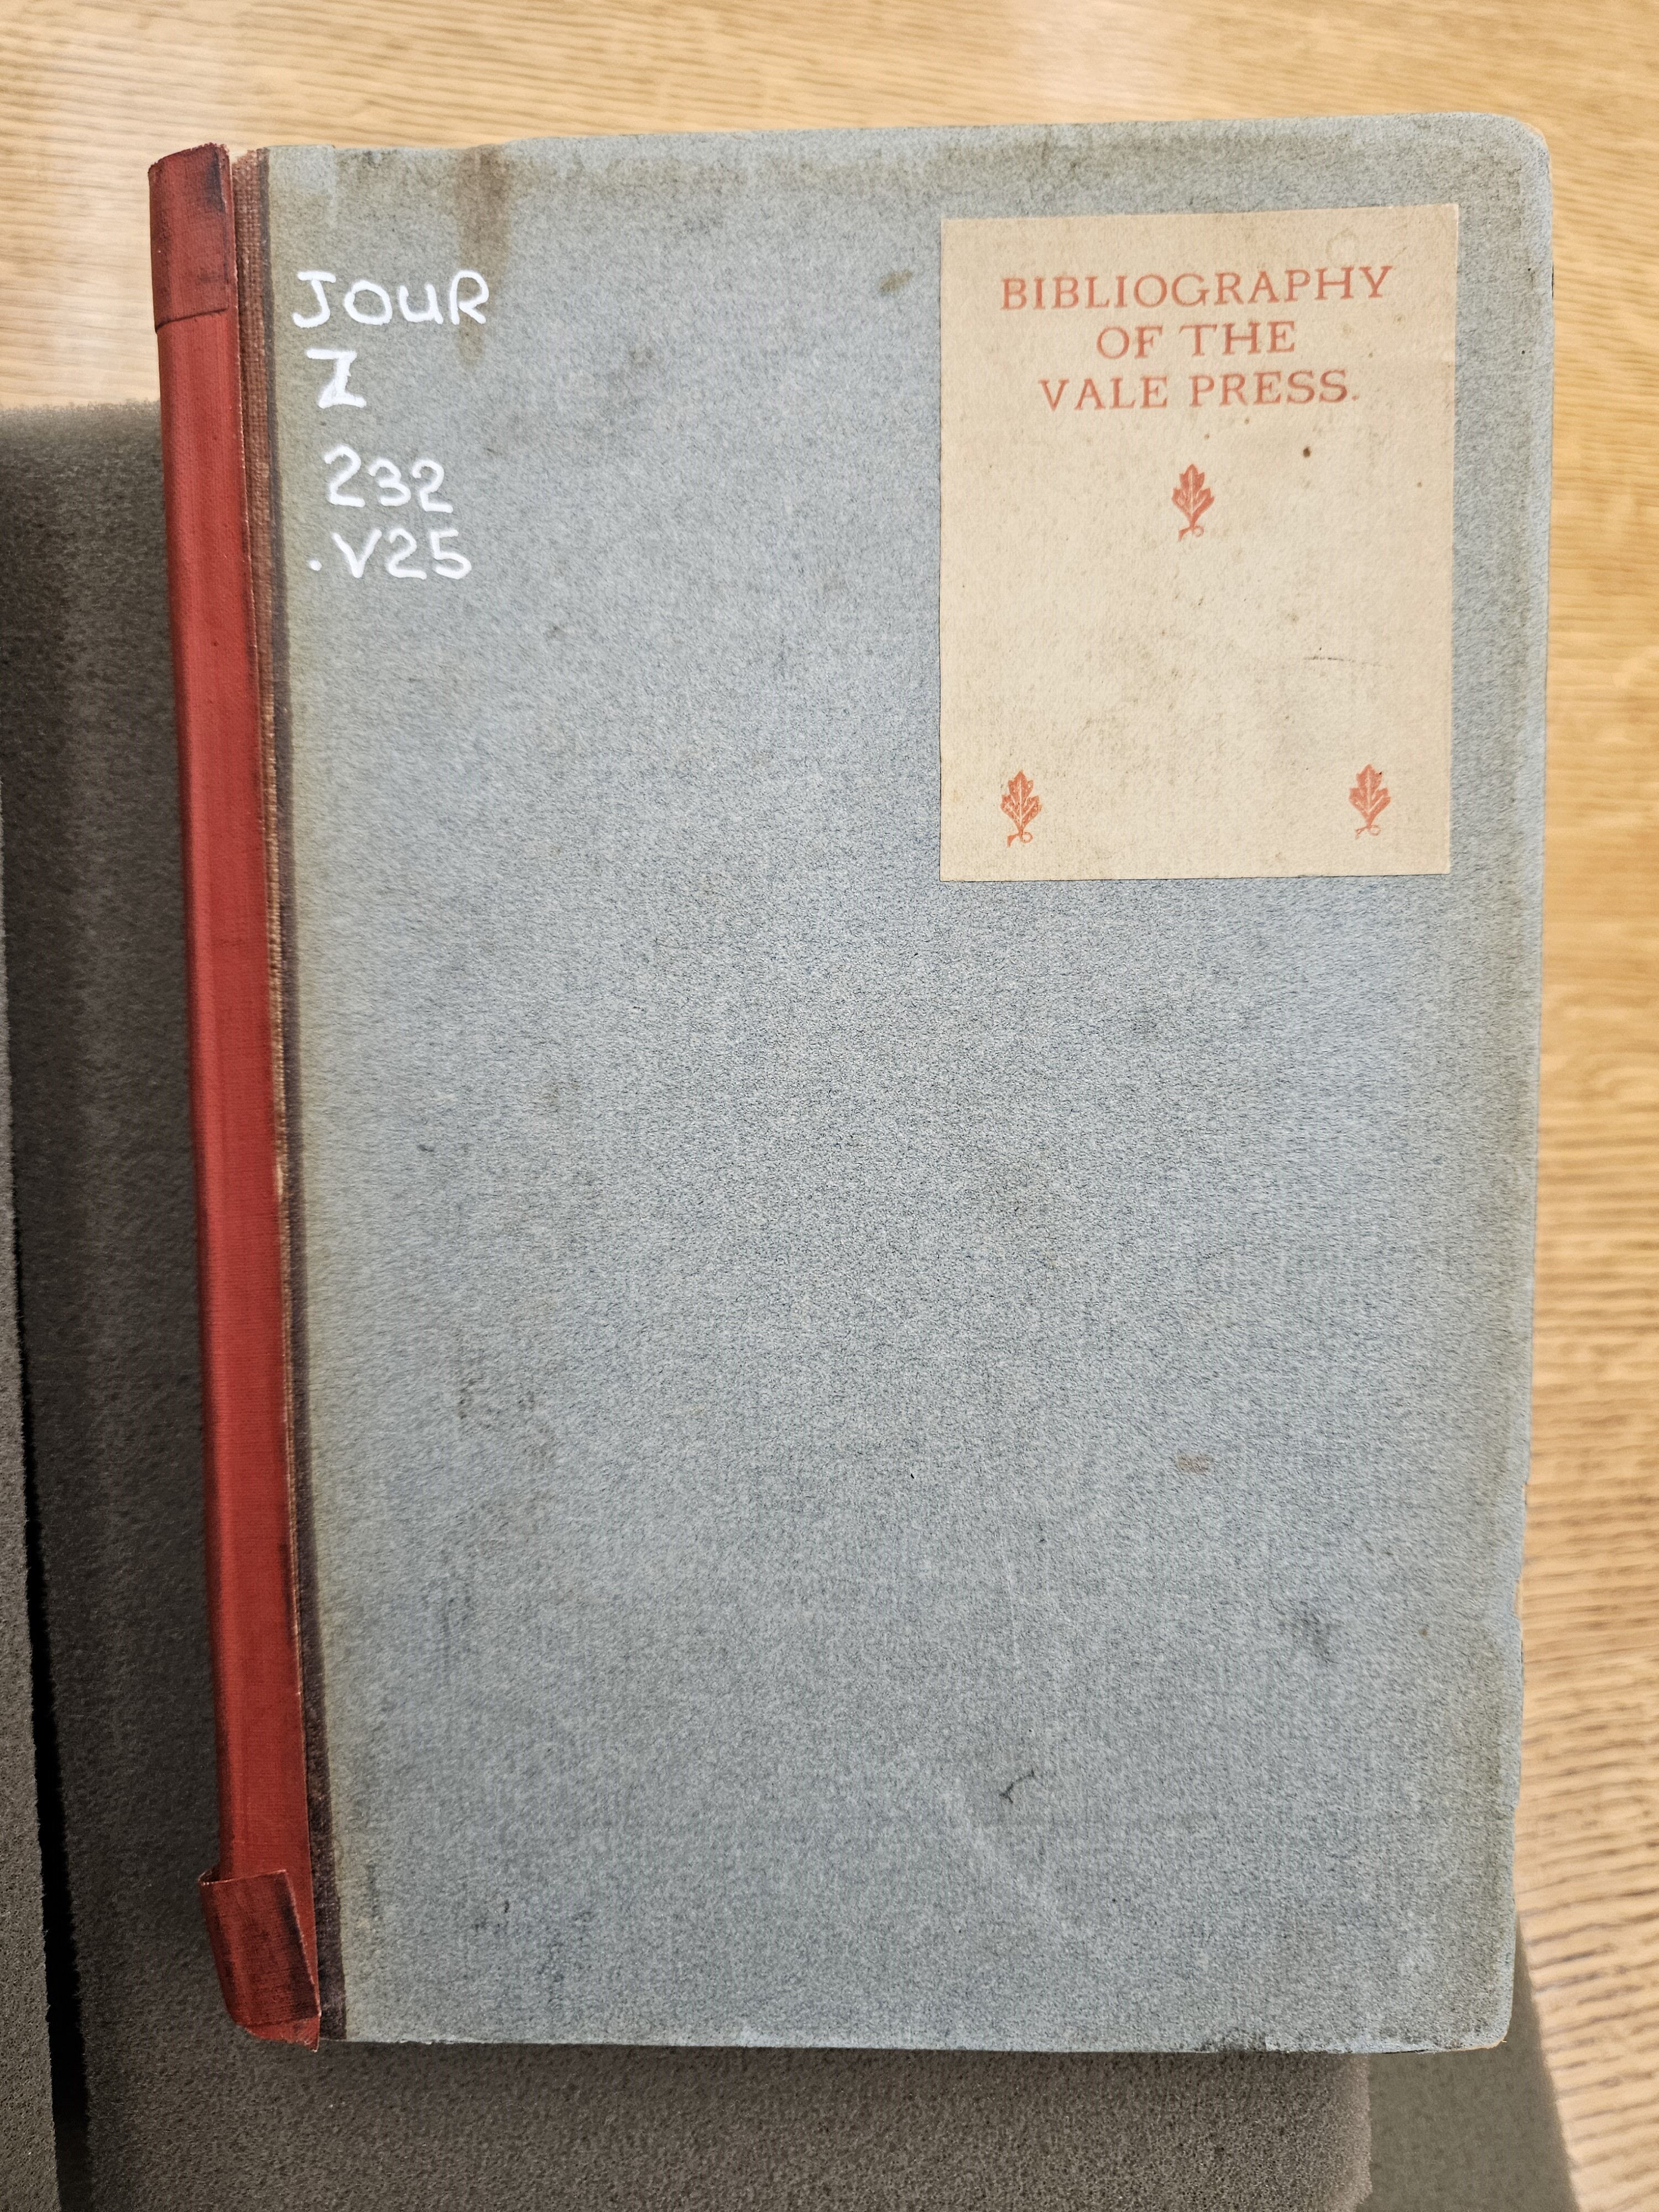 JOUR
Z
232
.V25
BIBLIOGRAPHY
OF THE
VALE PRESS.